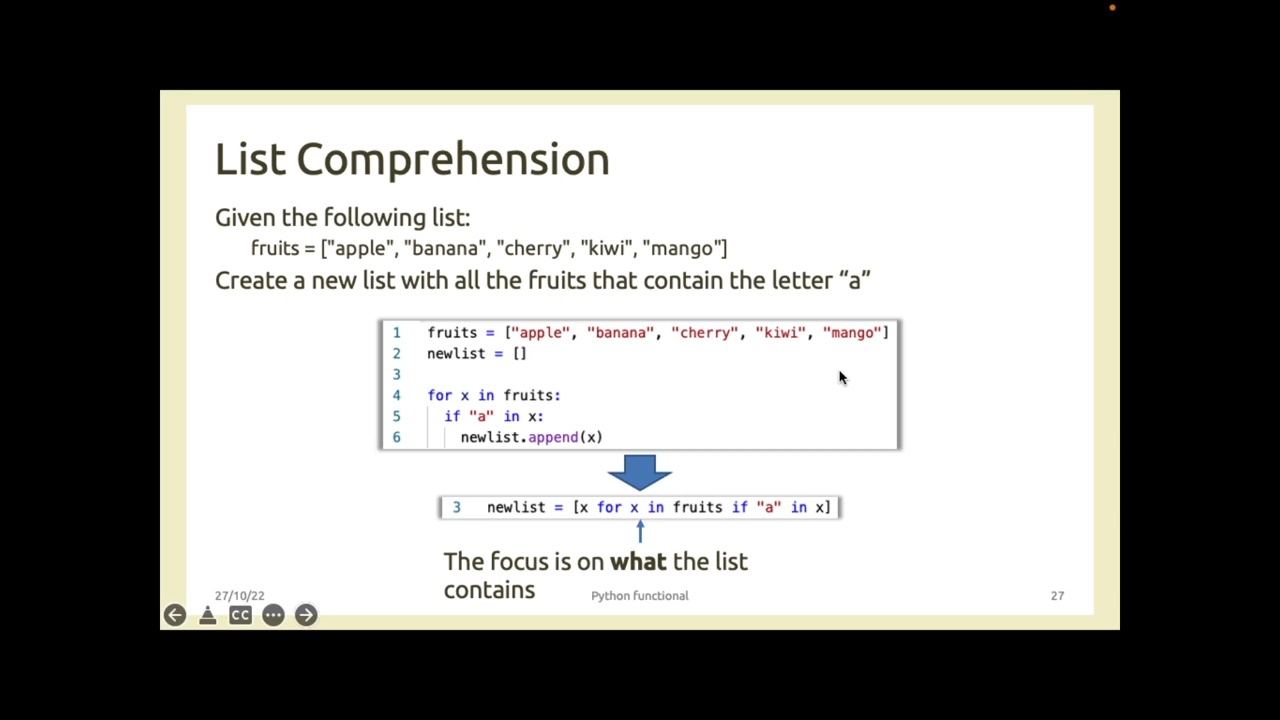 List Comprehension
Given the following list:
fruits = ["apple", "banana", "cherry", "kiwi", "mango"]
Create a new list with all the fruits that contain the letter “a”
1 fruits = ["apple", "banana", "cherry", "kiwi", "mango"]
2 newlist = []
3
4 for x in fruits:
5 if "a" in x:
6 newlist.append(x)
3 newlist = [x for x in fruits if "a" in x]
The focus is on what the list
contains
27/10/22 Python functional 27
CC